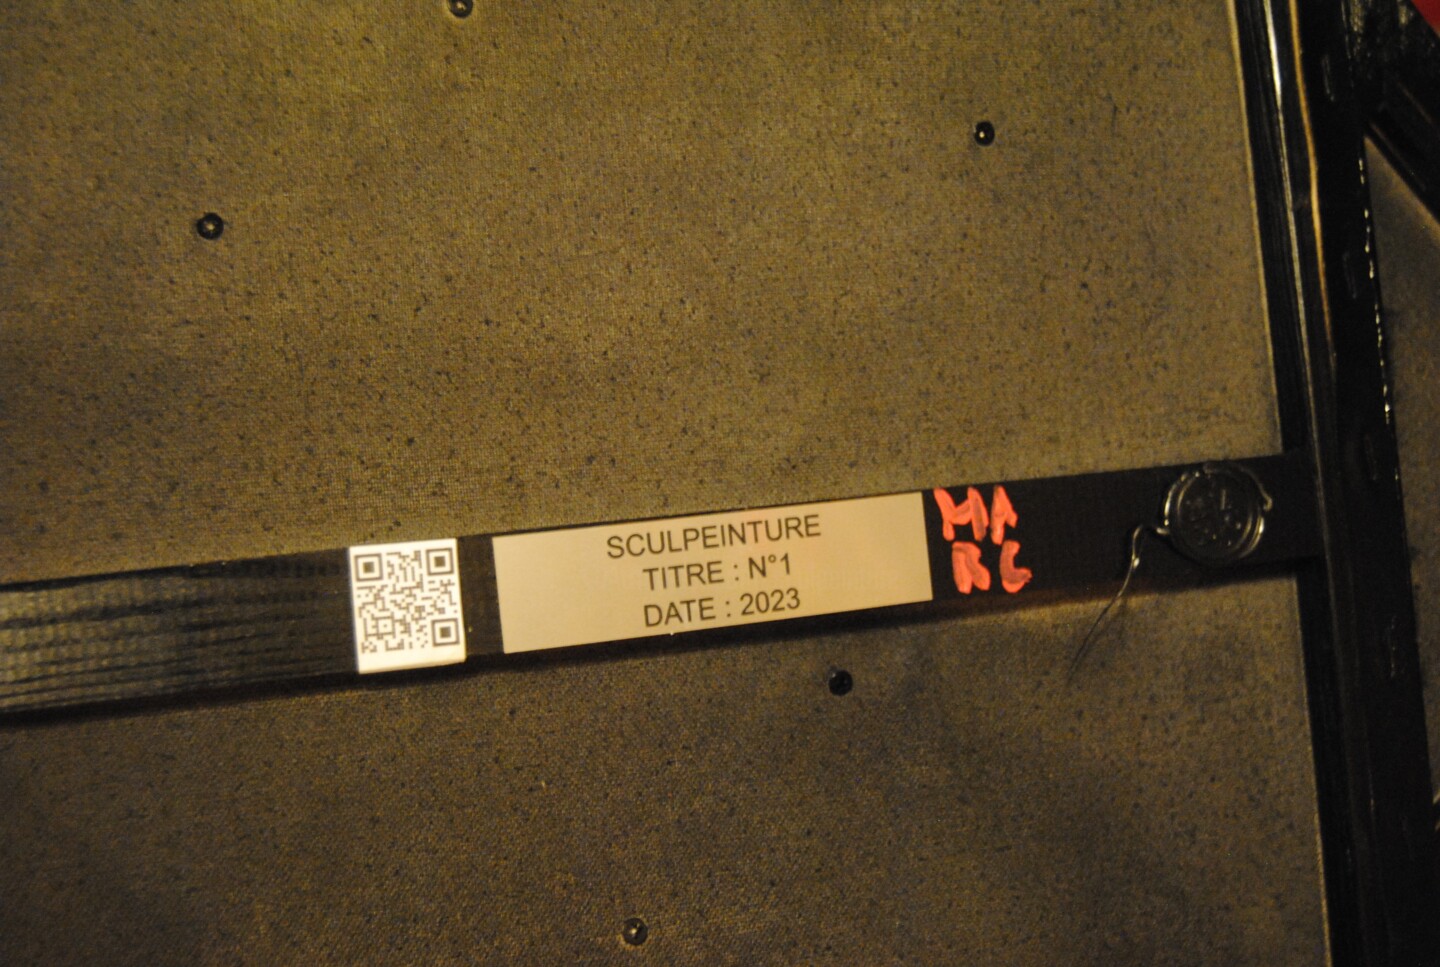 SCULPEINTURE
TITRE : N°1
DATE : 2023
MA
RC